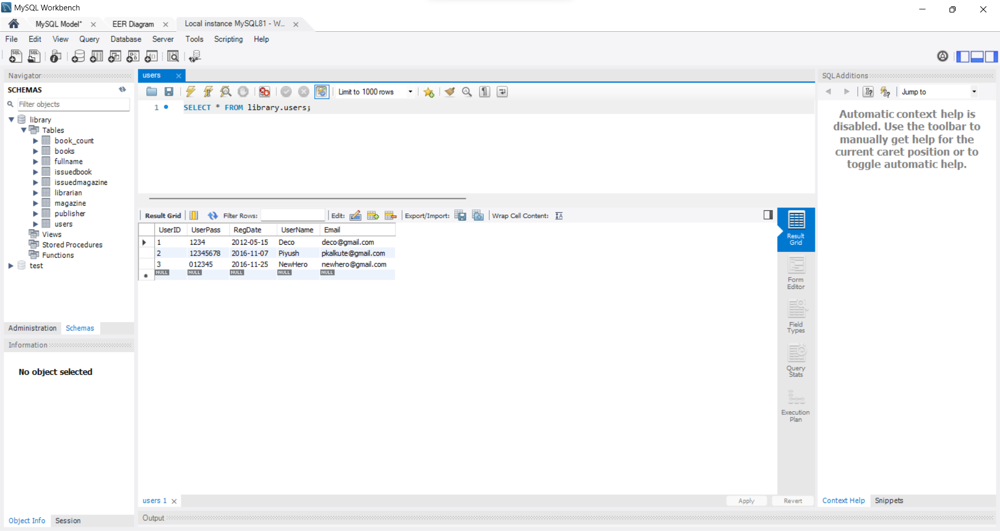 MySQL Workbench
MySQL Model* EER Diagram Local instance MySQL81 - W...
File Edit View Query Database Server Tools Scripting Help
Navigator
SCHEMAS
Filter objects
library
Tables
book_count
books
fullname
issuedbook
issuedmagazine
librarian
magazine
publisher
users
Views
Stored Procedures
Functions
test
Administration Schemas
Information
No object selected
Object Info Session
users
Limit to 1000 rows
1 SELECT * FROM library.users;
Result Grid Filter Rows: Edit: Export/Import: Wrap Cell Content:
UserID UserPass RegDate UserName Email
1 1234 2012-05-15 Deco deco@gmail.com
2 12345678 2016-11-07 Piyush pkalkute@gmail.com
3 012345 2016-11-25 NewHero newhero@gmail.com
NULL NULL NULL NULL NULL
Result
Grid
Form
Editor
Field
Types
Query
Stats
Execution
Plan
users 1 Apply Revert
Output
SQLAdditions
Jump to
Automatic context help is
disabled. Use the toolbar to
manually get help for the
current caret position or to
toggle automatic help.
Context Help Snippets